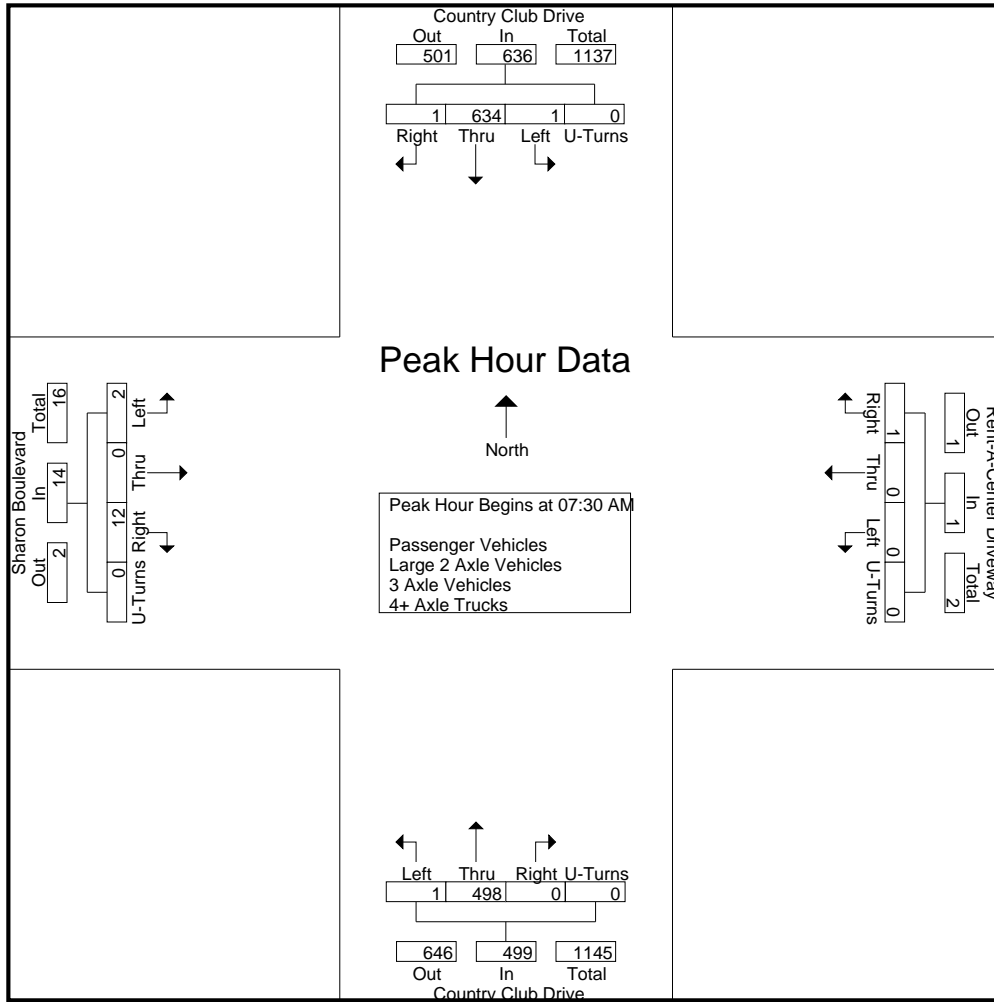 Country Club Drive
Out In Total
501 636 1137
1 634 1 0
Right Thru Left U-Turns
Peak Hour Data
North
Peak Hour Begins at 07:30 AM
Passenger Vehicles
Large 2 Axle Vehicles
3 Axle Vehicles
4+ Axle Trucks
Sharon Boulevard
Out In Total
2 14 16
0 12 0 2
U-Turns Right Thru Left
Rent-A-Center Driveway
Out In Total
1 1 2
1 0 0 0
Right Thru Left U-Turns
Left Thru Right U-Turns
1 498 0 0
646 499 1145
Out In Total
Country Club Drive